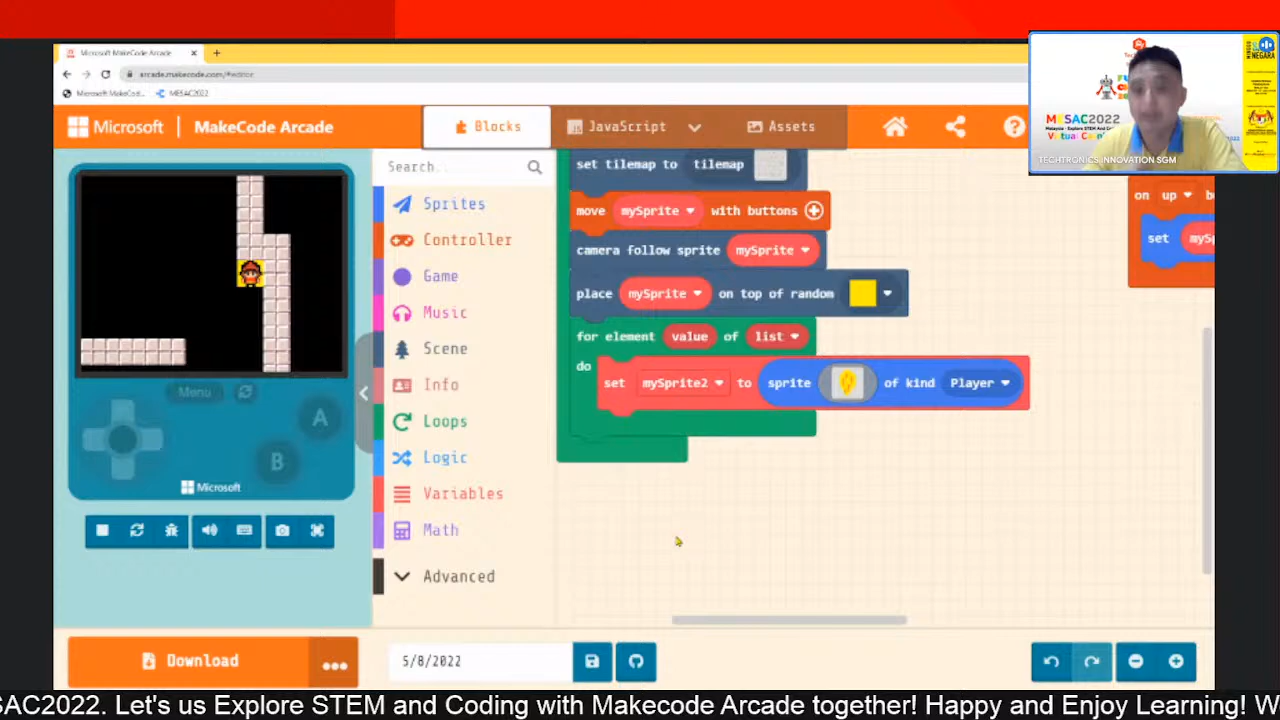 Microsoft MakeCode Arcade
arcade.makecode.com/#editor
Microsoft MakeCod...
MESAC2022
Microsoft
MakeCode Arcade
Blocks
JavaScript
Assets
MESAC2022
TECHTRONICS INNOVATION SGM
NEGARA
Search...
Sprites
Controller
Game
Music
Scene
Info
Loops
Logic
Variables
Math
Advanced
set tilemap to tilemap
move mySprite with buttons
camera follow sprite mySprite
place mySprite on top of random
for element value of list
do
set mySprite2 to sprite of kind Player
on up
set
Menu
A
B
Microsoft
Download
5/8/2022
SAC2022. Let's us Explore STEM and Coding with Makecode Arcade together! Happy and Enjoy Learning! W